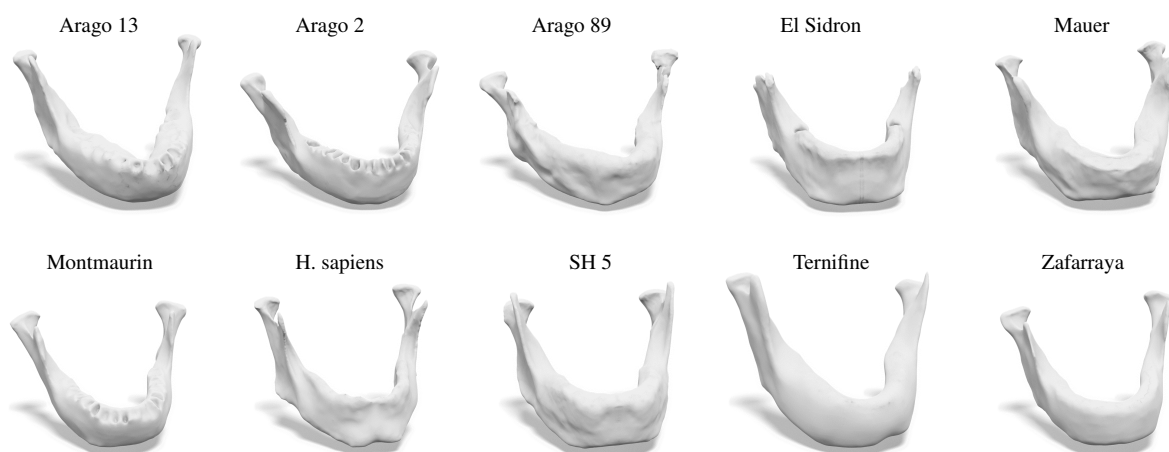 Arago 13 Arago 2 Arago 89 El Sidron Mauer
Montmaurin H. sapiens SH 5 Ternifine Zafarraya